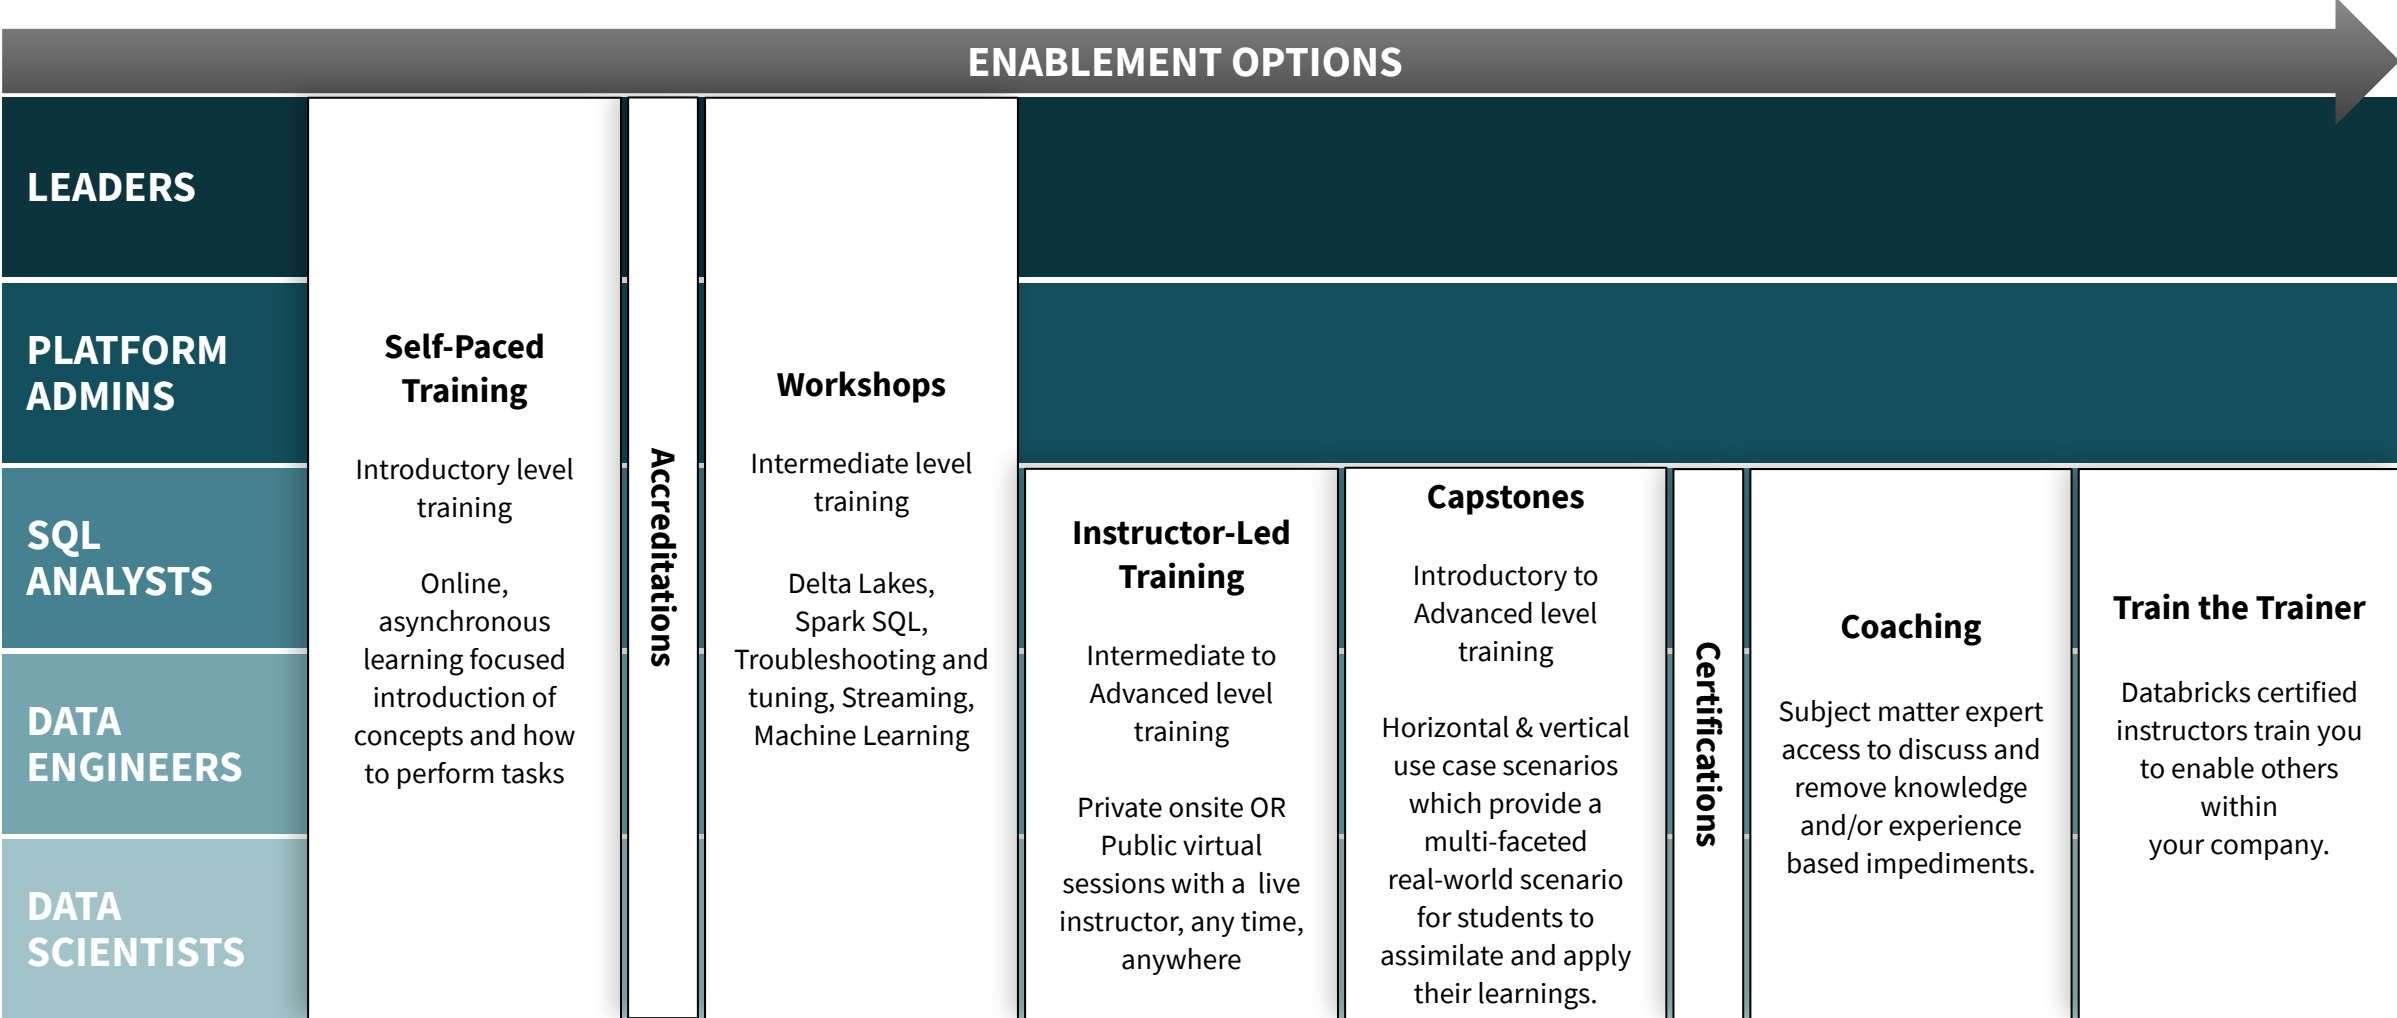 ENABLEMENT OPTIONS
LEADERS
PLATFORM
ADMINS
SQL
ANALYSTS
DATA
ENGINEERS
DATA
SCIENTISTS
Self-Paced
Training
Introductory level
training
Online,
asynchronous
learning focused
introduction of
concepts and how
to perform tasks
Accreditations
Workshops
Intermediate level
training
Delta Lakes,
Spark SQL,
Troubleshooting and
tuning, Streaming,
Machine Learning
Instructor-Led
Training
Intermediate to
Advanced level
training
Private onsite OR
Public virtual
sessions with a  live
instructor, any time,
anywhere
Capstones
Introductory to
Advanced level
training
Horizontal & vertical
use case scenarios
which provide a
multi-faceted
real-world scenario
for students to
assimilate and apply
their learnings.
Certifications
Coaching
Subject matter expert
access to discuss and
remove knowledge
and/or experience
based impediments.
Train the Trainer
Databricks certified
instructors train you
to enable others
within
your company.